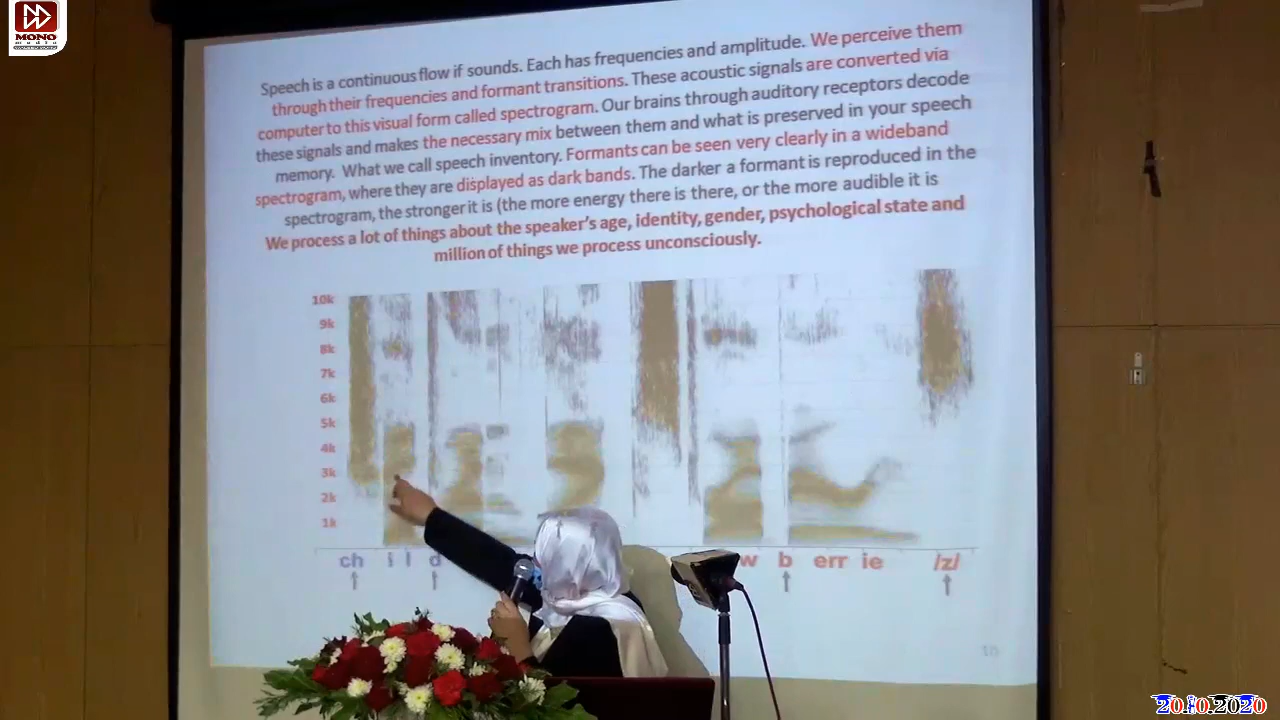 MONO
media
Speech is a continuous flow if sounds. Each has frequencies and amplitude. We perceive them
through their frequencies and formant transitions. These acoustic signals are converted via
computer to this visual form called spectrogram. Our brains through auditory receptors decode
these signals and makes the necessary mix between them and what is preserved in your speech
memory. What we call speech inventory. Formants can be seen very clearly in a wideband
spectrogram, where they are displayed as dark bands. The darker a formant is reproduced in the
spectrogram, the stronger it is (the more energy there is there, or the more audible it is
We process a lot of things about the speaker's age, identity, gender, psychological state and
million of things we process unconsciously.
10k
9k
8k
7k
6k
5k
4k
3k
2k
1k
ch i l d w b err ie /z/
10
20.10.2020